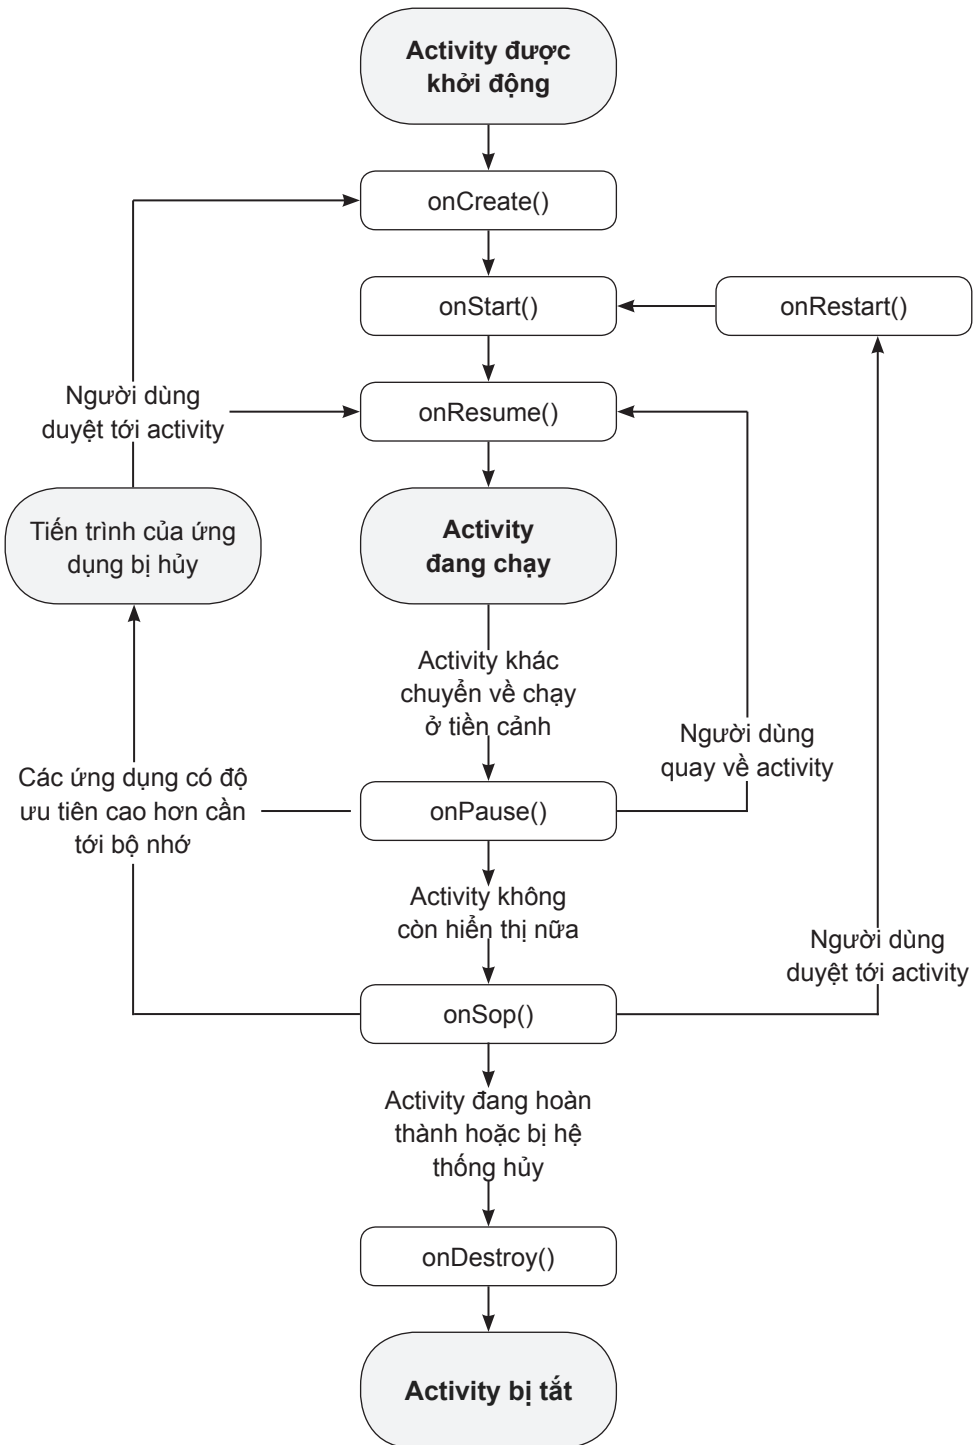 Activity được
khởi động
onCreate()
onStart()
onRestart()
Người dùng
duyệt tới activity
onResume()
Tiến trình của ứng
dụng bị hủy
Activity
đang chạy
Activity khác
chuyển về chạy
ở tiền cảnh
Người dùng
quay về activity
Các ứng dụng có độ
ưu tiên cao hơn cần
tới bộ nhớ
onPause()
Activity không
còn hiển thị nữa
Người dùng
duyệt tới activity
onSop()
Activity đang hoàn
thành hoặc bị hệ
thống hủy
onDestroy()
Activity bị tắt